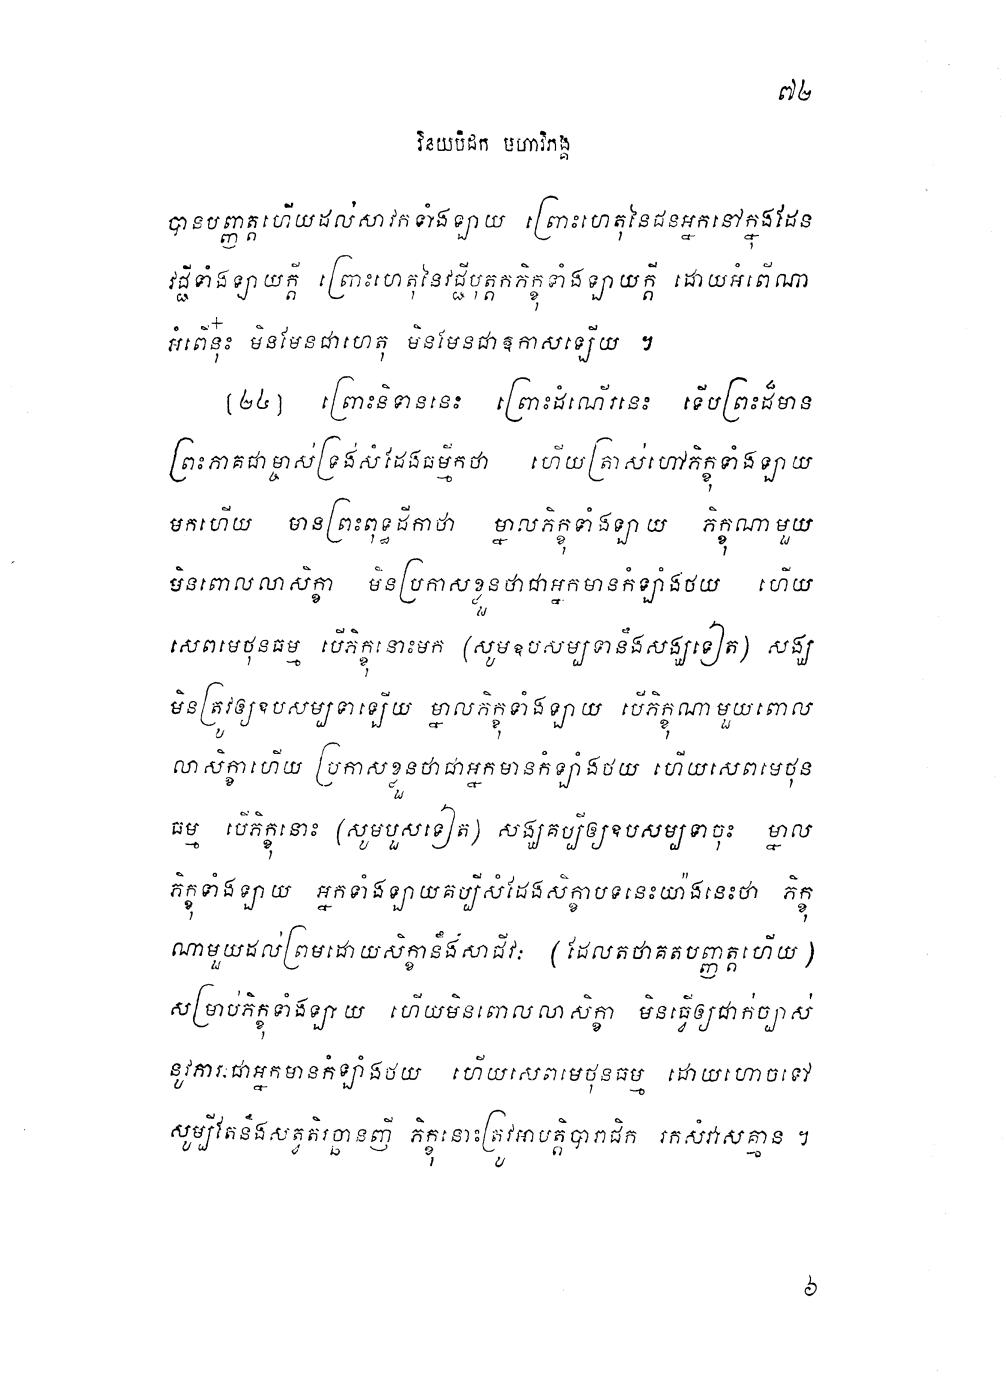 ៧២
វិនយបិដក មហាវិភង្គ
បានបញ្ញត្តហើយដល់សាវកទាំងឡាយ ព្រោះហេតុនៃជនអ្នកនៅក្នុងដែន
វជ្ជីទាំងឡាយក្តី ព្រោះហេតុនៃវជ្ជីបុត្តកភិក្ខុទាំងឡាយក្តី ដោយអំពើណា
អំពើនុ៎ះ មិនមែនជាហេតុ មិនមែនជាឱកាសឡើយ ។
(២៤) ព្រោះនិទាននេះ ព្រោះដំណើរនេះ ទើបព្រះដ៏មាន
ព្រះភាគជាម្ចាស់ទ្រង់សំដែងធម្មីកថា ហើយត្រាស់ហៅភិក្ខុទាំងឡាយ
មកហើយ មានព្រះពុទ្ធដីកាថា ម្នាលភិក្ខុទាំងឡាយ ភិក្ខុណាមួយ
មិនពោលលាសិក្ខា មិនប្រកាសខ្លួនថាជាអ្នកមានកំឡាំងថយ ហើយ
សេពមេថុនធម្ម បើភិក្ខុនោះមក (សូមឧបសម្បទានឹងសង្ឃទៀត) សង្ឃ
មិនត្រូវឲ្យឧបសម្បទាឡើយ ម្នាលភិក្ខុទាំងឡាយ បើភិក្ខុណាមួយពោល
លាសិក្ខាហើយ ប្រកាសខ្លួនថាជាអ្នកមានកំឡាំងថយ ហើយសេពមេថុន
ធម្ម បើភិក្ខុនោះ (សូមបួសទៀត) សង្ឃគប្បីឲ្យឧបសម្បទាចុះ ម្នាល
ភិក្ខុទាំងឡាយ អ្នកទាំងឡាយគប្បីសំដែងសិក្ខាបទនេះយ៉ាងនេះថា ភិក្ខុ
ណាមួយដល់ព្រមដោយសិក្ខានឹងសាជីវៈ (ដែលតថាគតបញ្ញត្តហើយ)
សម្រាប់ភិក្ខុទាំងឡាយ ហើយមិនពោលលាសិក្ខា មិនធ្វើឲ្យជាក់ច្បាស់
នូវភាវៈជាអ្នកមានកំឡាំងថយ ហើយសេពមេថុនធម្ម ដោយហោចទៅ
សូម្បីតែនឹងសត្វតិរច្ឆានញី ភិក្ខុនោះត្រូវអាបត្តិបារាជិក រកសំវាសគ្មាន ។
៦